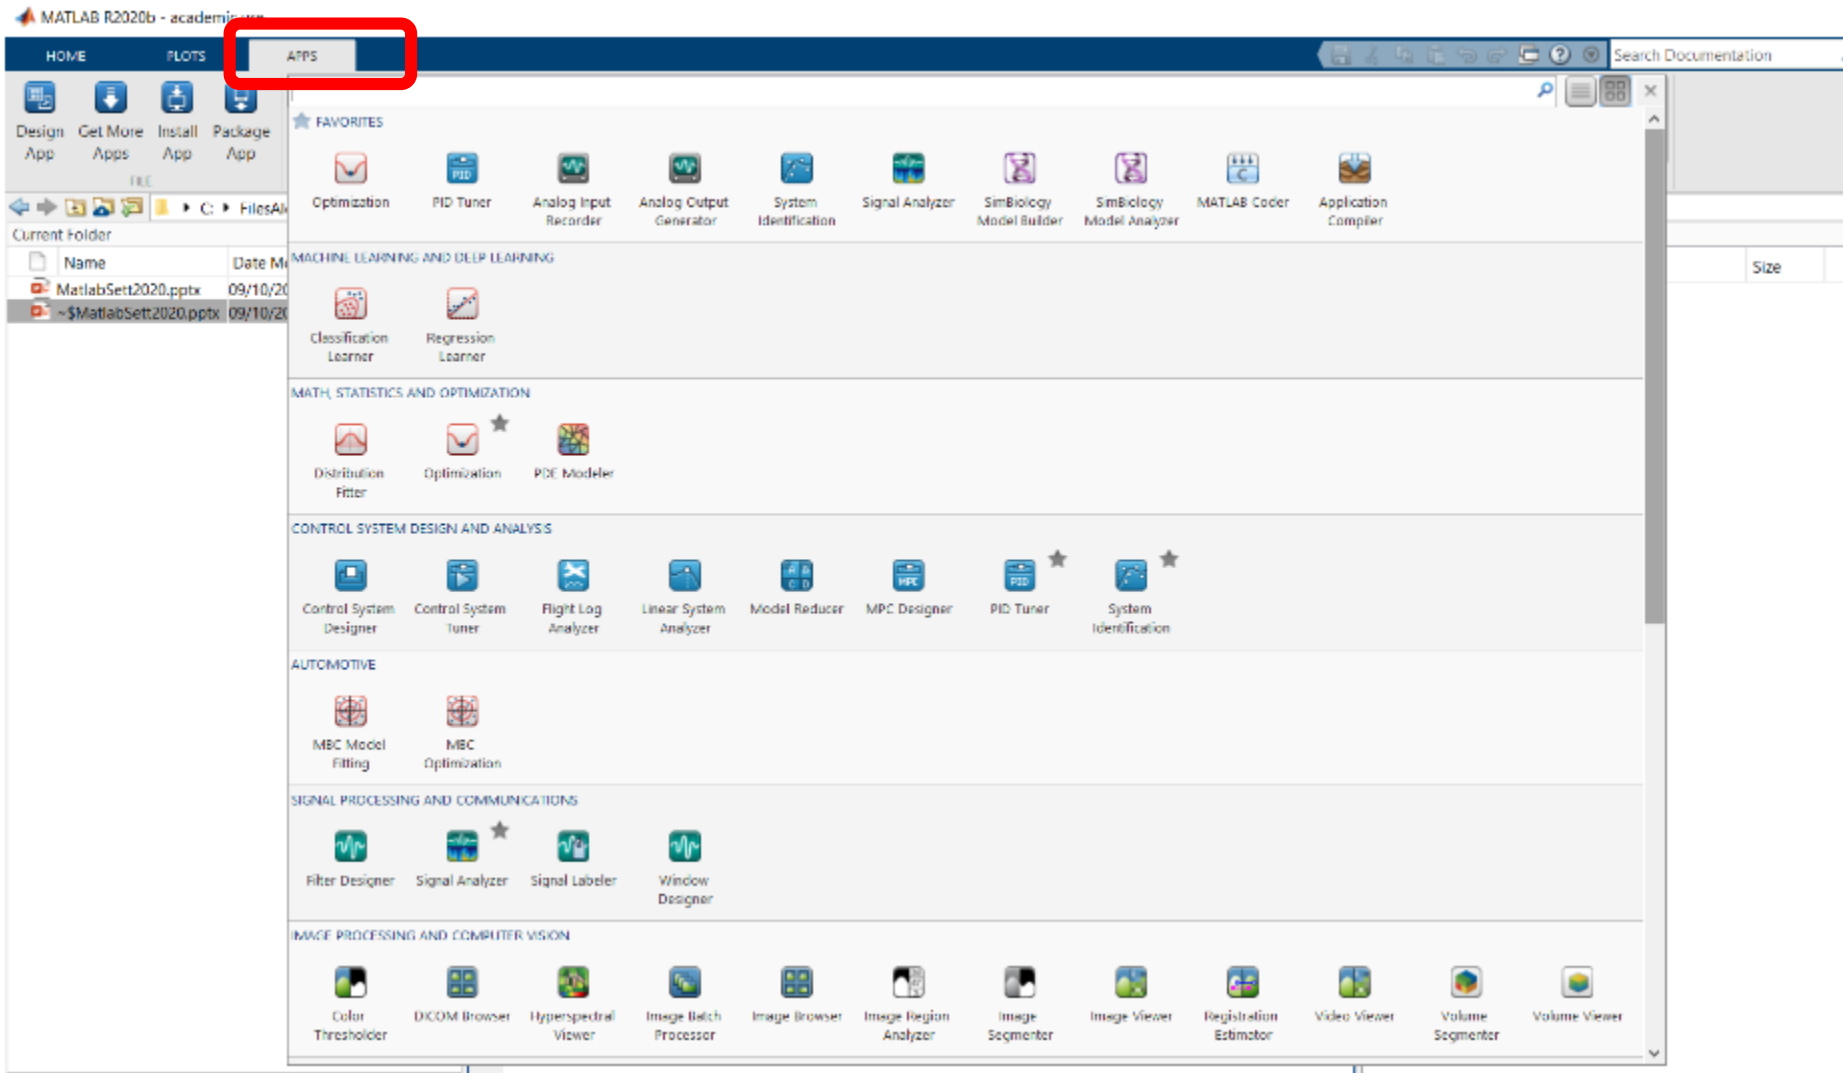 MATLAB R2020b - academic use
HOME PLOTS APPS
Search Documentation
Design App
Get More Apps
Install App
Package App
FILE
C: FilesAl
Current Folder
Name Date Mo Size
MatlabSett2020.pptx 09/10/20
~$MatlabSett2020.pptx 09/10/20
FAVORITES
Optimization
PID Tuner
Analog Input Recorder
Analog Output Generator
System Identification
Signal Analyzer
SimBiology Model Builder
SimBiology Model Analyzer
MATLAB Coder
Application Compiler
MACHINE LEARNING AND DEEP LEARNING
Classification Learner
Regression Learner
MATH, STATISTICS AND OPTIMIZATION
Distribution Fitter
Optimization
PDE Modeler
CONTROL SYSTEM DESIGN AND ANALYSIS
Control System Designer
Control System Tuner
Flight Log Analyzer
Linear System Analyzer
Model Reducer
MPC Designer
PID Tuner
System Identification
AUTOMOTIVE
MBC Model Fitting
MBC Optimization
SIGNAL PROCESSING AND COMMUNICATIONS
Filter Designer
Signal Analyzer
Signal Labeler
Window Designer
IMAGE PROCESSING AND COMPUTER VISION
Color Thresholder
DICOM Browser
Hyperspectral Viewer
Image Batch Processor
Image Browser
Image Region Analyzer
Image Segmenter
Image Viewer
Registration Estimator
Video Viewer
Volume Segmenter
Volume Viewer